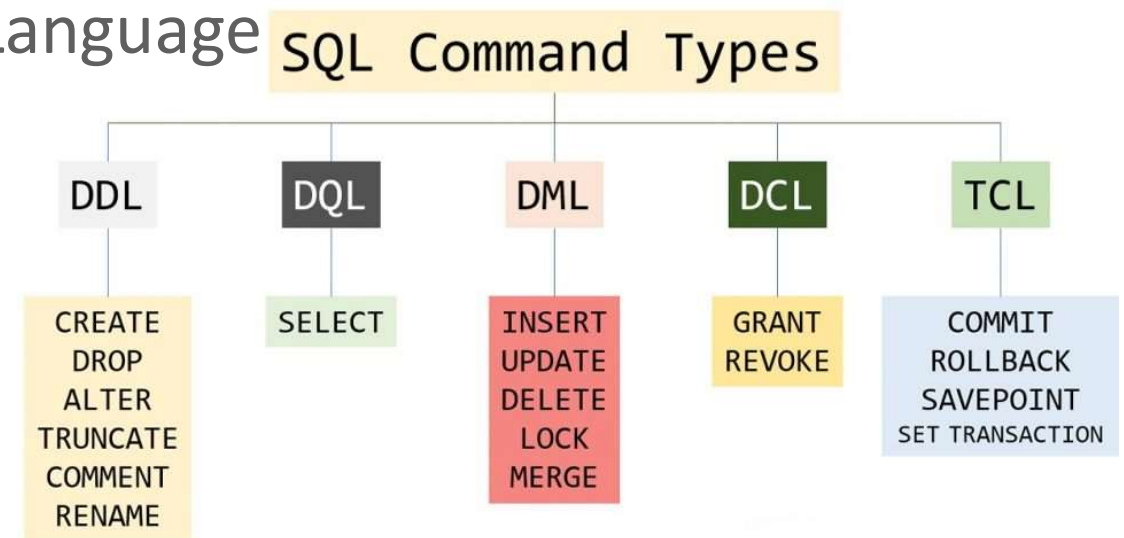 Language
SQL Command Types
DDL
DQL
DML
DCL
TCL
CREATE
DROP
ALTER
TRUNCATE
COMMENT
RENAME
SELECT
INSERT
UPDATE
DELETE
LOCK
MERGE
GRANT
REVOKE
COMMIT
ROLLBACK
SAVEPOINT
SET TRANSACTION